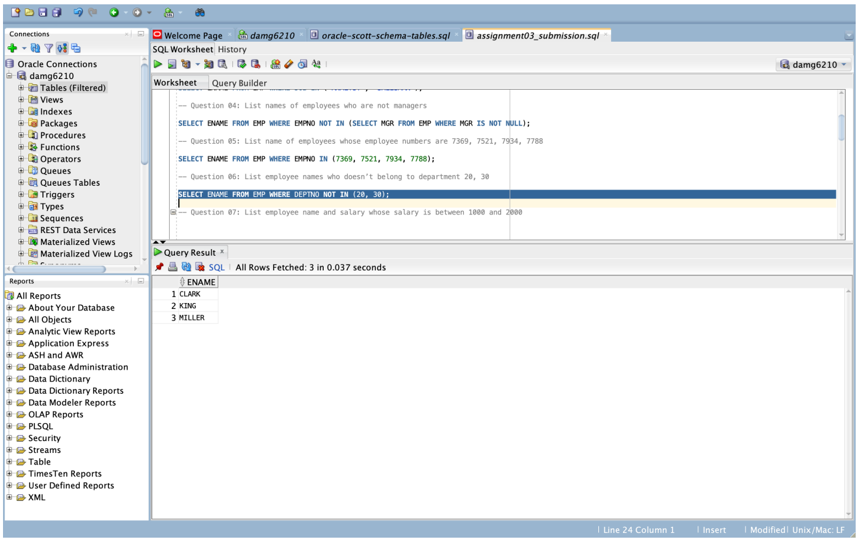 Connections
Oracle Connections
damg6210
Tables (Filtered)
Views
Indexes
Packages
Procedures
Functions
Operators
Queues
Queues Tables
Triggers
Types
Sequences
REST Data Services
Materialized Views
Materialized View Logs
Reports
All Reports
About Your Database
All Objects
Analytic View Reports
Application Express
ASH and AWR
Database Administration
Data Dictionary
Data Dictionary Reports
Data Modeler Reports
OLAP Reports
PLSQL
Security
Streams
Table
TimesTen Reports
User Defined Reports
XML
Welcome Page damg6210 oracle-scott-schema-tables.sql assignment03_submission.sql
SQL Worksheet History
damg6210
Worksheet Query Builder
-- Question 04: List names of employees who are not managers
SELECT ENAME FROM EMP WHERE EMPNO NOT IN (SELECT MGR FROM EMP WHERE MGR IS NOT NULL);
-- Question 05: List name of employees whose employee numbers are 7369, 7521, 7934, 7788
SELECT ENAME FROM EMP WHERE EMPNO IN (7369, 7521, 7934, 7788);
-- Question 06: List employee names who doesn't belong to department 20, 30
SELECT ENAME FROM EMP WHERE DEPTNO NOT IN (20, 30);
-- Question 07: List employee name and salary whose salary is between 1000 and 2000
Query Result
SQL All Rows Fetched: 3 in 0.037 seconds
ENAME
1 CLARK
2 KING
3 MILLER
Line 24 Column 1 Insert Modified Unix/Mac: LF